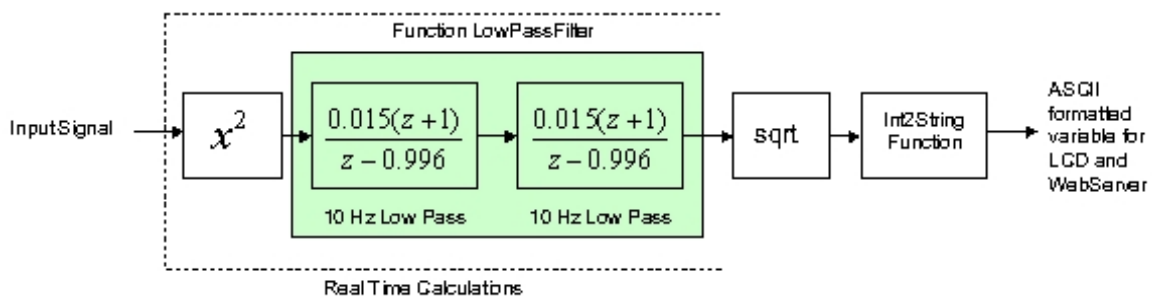 Function LowPassFilter
InputSignal
x²
0.015(z+1)
z−0.996
10 Hz Low Pass
0.015(z+1)
z−0.996
10 Hz Low Pass
sqrt
Int2String
Function
ASCII
formatted
variable for
LCD and
WebServer
Real Time Calculations